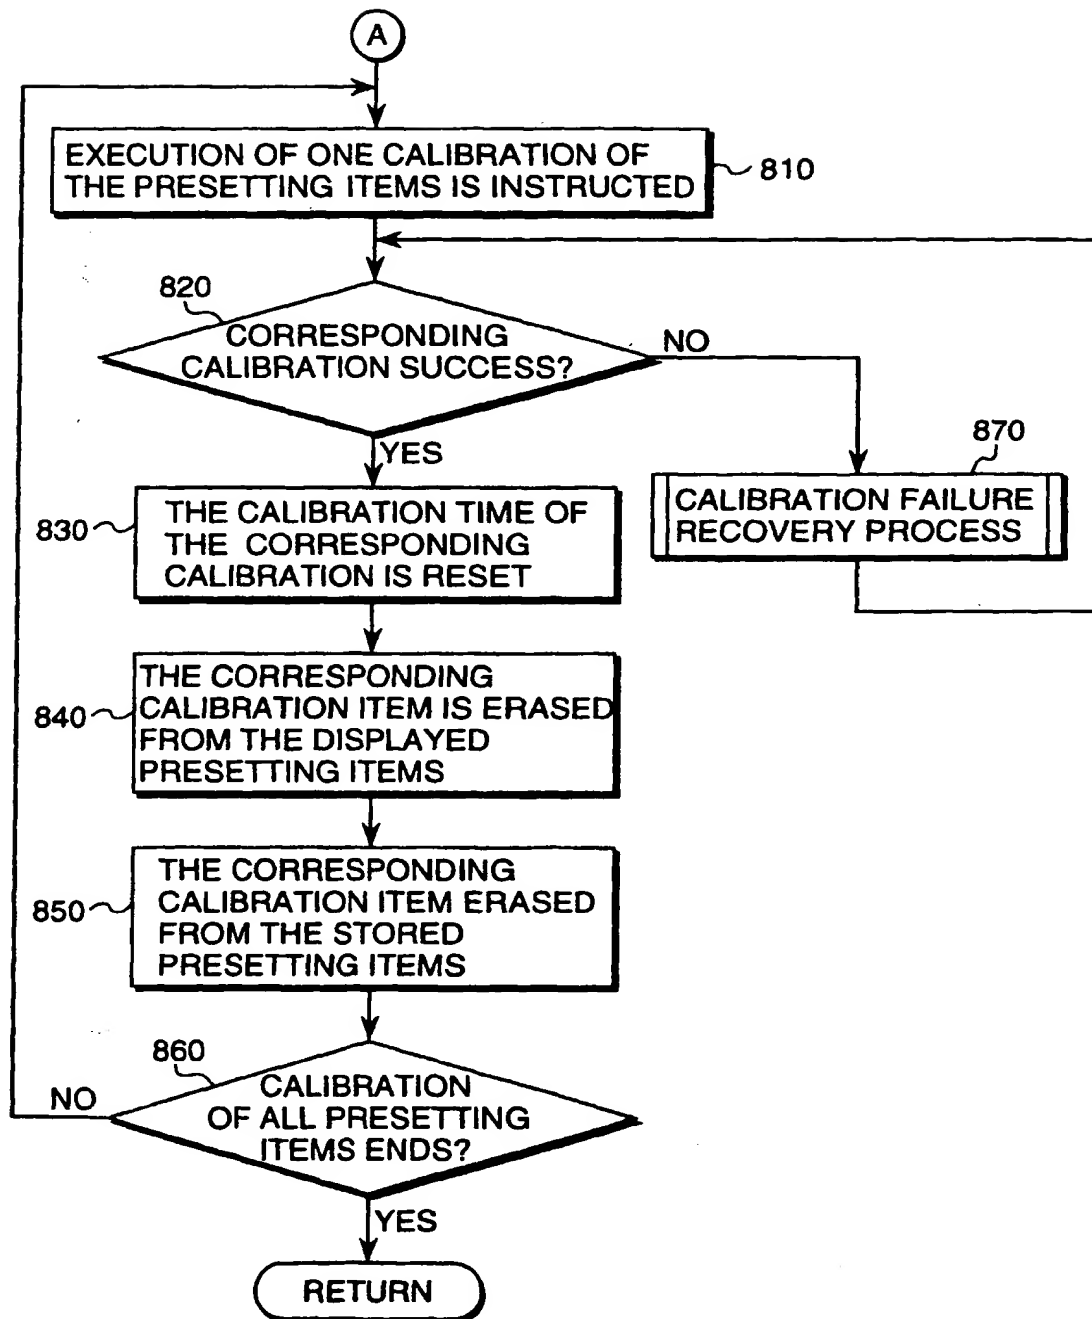 A
EXECUTION OF ONE CALIBRATION OF
THE PRESETTING ITEMS IS INSTRUCTED
810
820
CORRESPONDING
CALIBRATION SUCCESS?
NO
YES
870
CALIBRATION FAILURE
RECOVERY PROCESS
830
THE CALIBRATION TIME OF
THE CORRESPONDING
CALIBRATION IS RESET
840
THE CORRESPONDING
CALIBRATION ITEM IS ERASED
FROM THE DISPLAYED
PRESETTING ITEMS
850
THE CORRESPONDING
CALIBRATION ITEM ERASED
FROM THE STORED
PRESETTING ITEMS
860
CALIBRATION
OF ALL PRESETTING
ITEMS ENDS?
NO
YES
RETURN